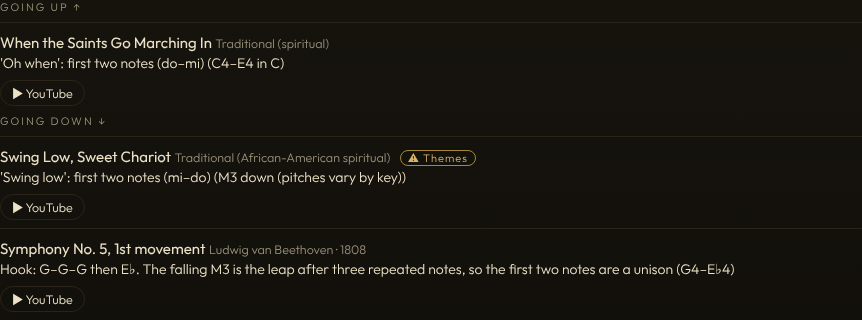 GOING UP ↑
When the Saints Go Marching In Traditional (spiritual)
'Oh when': first two notes (do–mi) (C4–E4 in C)
▶ YouTube
GOING DOWN ↓
Swing Low, Sweet Chariot Traditional (African-American spiritual) ⚠ Themes
'Swing low': first two notes (mi–do) (M3 down (pitches vary by key))
▶ YouTube
Symphony No. 5, 1st movement Ludwig van Beethoven · 1808
Hook: G–G–G then E♭. The falling M3 is the leap after three repeated notes, so the first two notes are a unison (G4–E♭4)
▶ YouTube